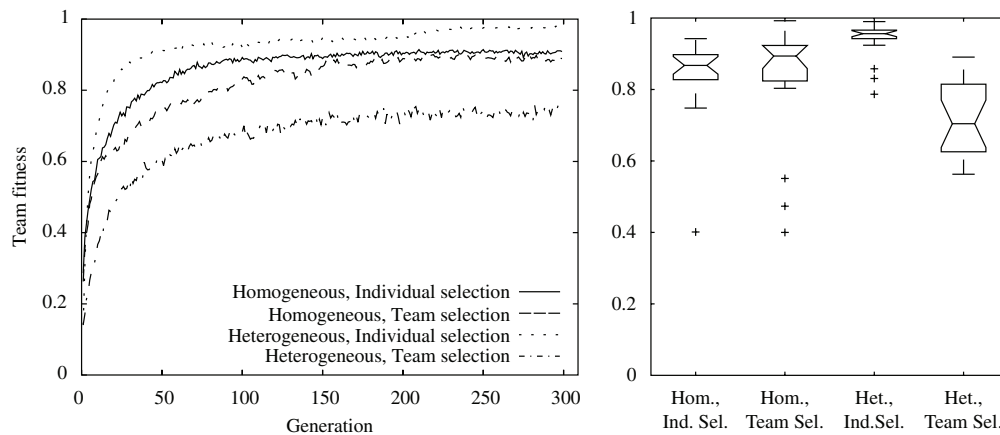 1
0.8
0.6
0.4
0.2
0
Team fitness
0 50 100 150 200 250 300
Generation
Homogeneous, Individual selection
Homogeneous, Team selection
Heterogeneous, Individual selection
Heterogeneous, Team selection
1
0.8
0.6
0.4
0.2
0
Hom., Hom., Het., Het.,
Ind. Sel. Team Sel. Ind.Sel. Team Sel.